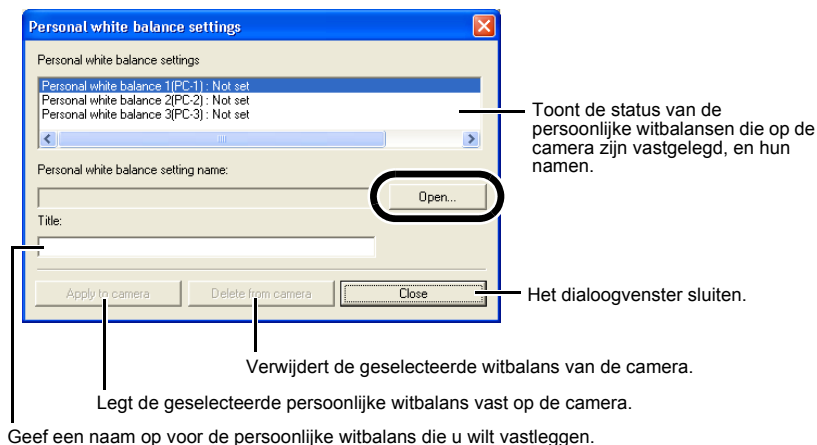 Personal white balance settings
Personal white balance settings
Personal white balance 1(PC-1) : Not set
Personal white balance 2(PC-2) : Not set
Personal white balance 3(PC-3) : Not set
Toont de status van de
persoonlijke witbalansen die op de
camera zijn vastgelegd, en hun
namen.
Personal white balance setting name:
Open...
Title:
Apply to camera
Delete from camera
Close
Het dialoogvenster sluiten.
Verwijdert de geselecteerde witbalans van de camera.
Legt de geselecteerde persoonlijke witbalans vast op de camera.
Geef een naam op voor de persoonlijke witbalans die u wilt vastleggen.